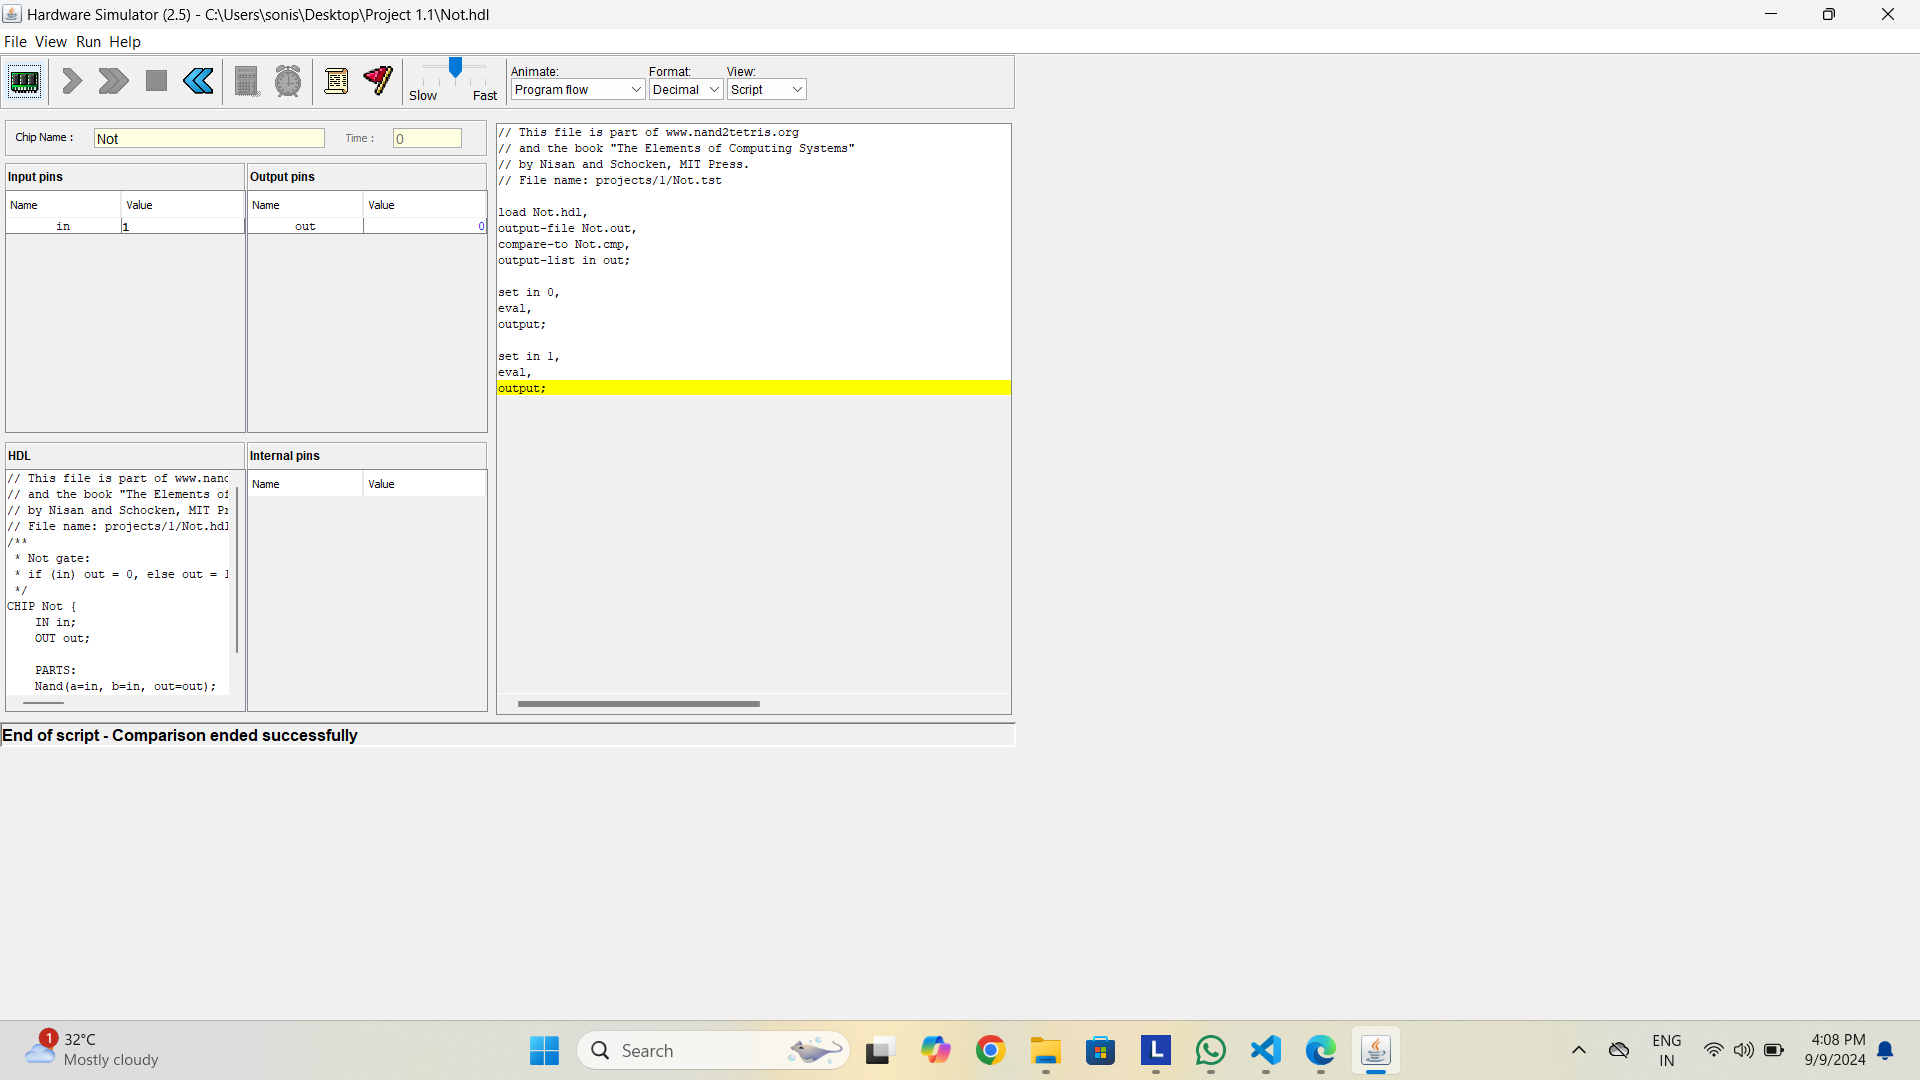 Hardware Simulator (2.5) - C:\Users\sonis\Desktop\Project 1.1\Not.hdl
File View Run Help
Slow Fast
Animate: Format: View:
Program flow Decimal Script
Chip Name : Not Time : 0
Input pins
Name Value
in 1
Output pins
Name Value
out 0
HDL
// This file is part of www.nand
// and the book "The Elements of
// by Nisan and Schocken, MIT Pr
// File name: projects/1/Not.hdl
/**
* Not gate:
* if (in) out = 0, else out = 1
*/
CHIP Not {
IN in;
OUT out;
PARTS:
Nand(a=in, b=in, out=out);
Internal pins
Name Value
// This file is part of www.nand2tetris.org
// and the book "The Elements of Computing Systems"
// by Nisan and Schocken, MIT Press.
// File name: projects/1/Not.tst
load Not.hdl,
output-file Not.out,
compare-to Not.cmp,
output-list in out;
set in 0,
eval,
output;
set in 1,
eval,
output;
End of script - Comparison ended successfully
1
32°C
Mostly cloudy
Search
L
ENG
IN
4:08 PM
9/9/2024